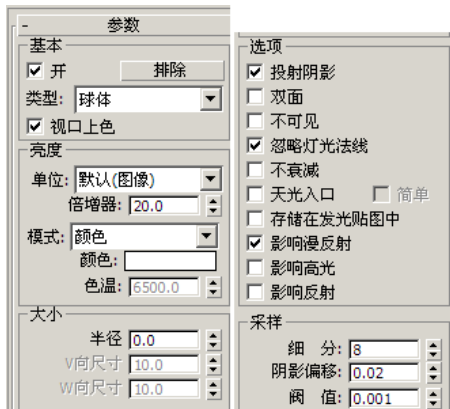 - 参数
基本
开 排除
类型: 球体
视口上色
亮度
单位: 默认(图像)
倍增器: 20.0
模式: 颜色
颜色:
色温: 6500.0
大小
半径 0.0
V向尺寸 10.0
W向尺寸 10.0
选项
投射阴影
双面
不可见
忽略灯光法线
不衰减
天光入口 简单
存储在发光贴图中
影响漫反射
影响高光
影响反射
采样
细 分: 8
阴影偏移: 0.02
阀 值: 0.001